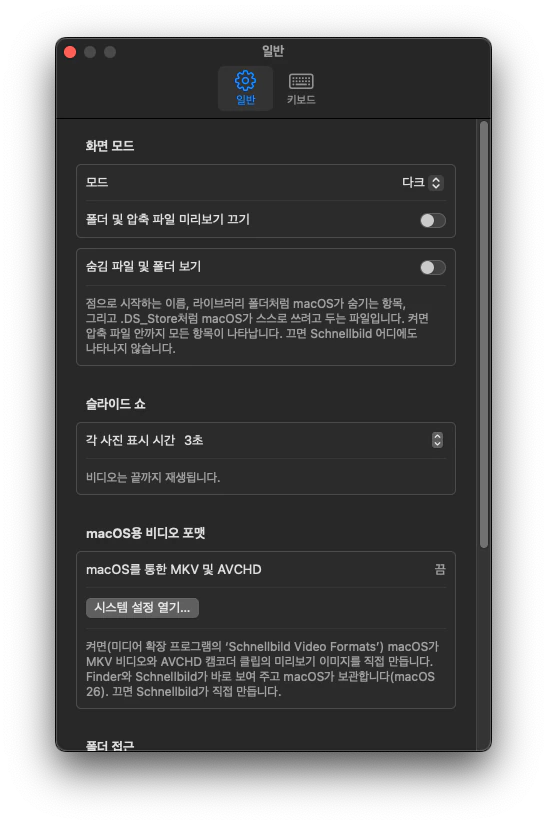 일반
일반
키보드
화면 모드
모드
다크
폴더 및 압축 파일 미리보기 끄기
숨김 파일 및 폴더 보기
점으로 시작하는 이름, 라이브러리 폴더처럼 macOS가 숨기는 항목,
그리고 .DS_Store처럼 macOS가 스스로 쓰려고 두는 파일입니다. 켜면
압축 파일 안까지 모든 항목이 나타납니다. 끄면 Schnellbild 어디에도
나타나지 않습니다.
슬라이드 쇼
각 사진 표시 시간 3초
비디오는 끝까지 재생됩니다.
macOS용 비디오 포맷
macOS를 통한 MKV 및 AVCHD
끔
시스템 설정 열기...
켜면(미디어 확장 프로그램의 ‘Schnellbild Video Formats’) macOS가
MKV 비디오와 AVCHD 캠코더 클립의 미리보기 이미지를 직접 만듭니다.
Finder와 Schnellbild가 바로 보여 주고 macOS가 보관합니다(macOS
26). 끄면 Schnellbild가 직접 만듭니다.
폴더 접근